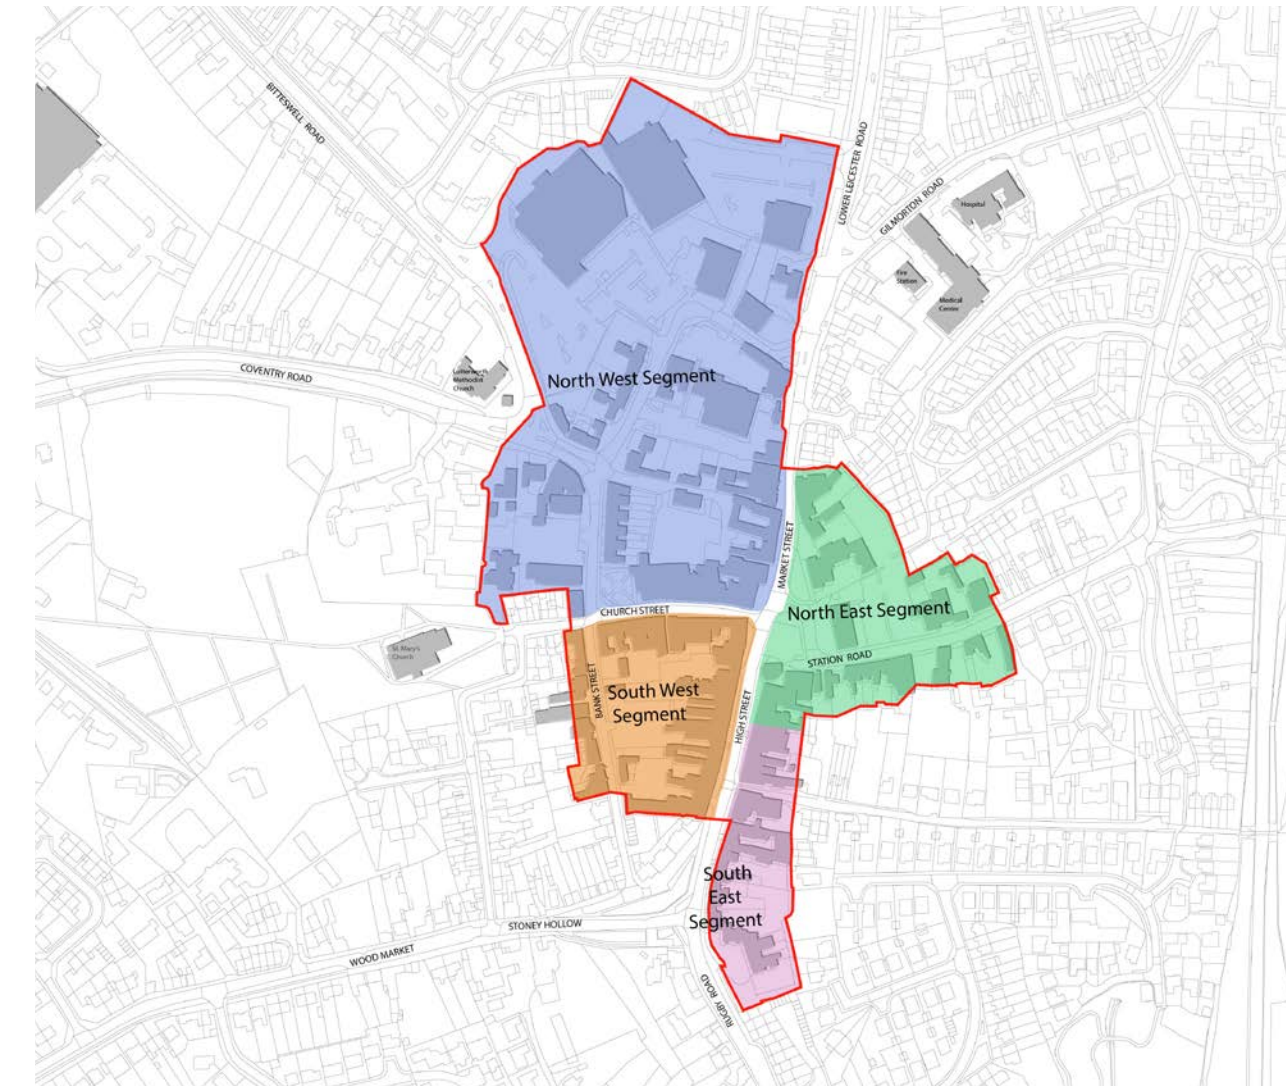 BITTESWELL ROAD
LOWER LEICESTER ROAD
GILMORTON ROAD
Hospital
Fire
Station
Medical
Center
COVENTRY ROAD
Lutterworth
Methodist
Church
North West Segment
MARKET STREET
CHURCH STREET
North East Segment
St Mary's
Church
STATION ROAD
BANK STREET
South West
Segment
HIGH STREET
South
East
Segment
STONEY HOLLOW
WOOD MARKET
RUGBY ROAD